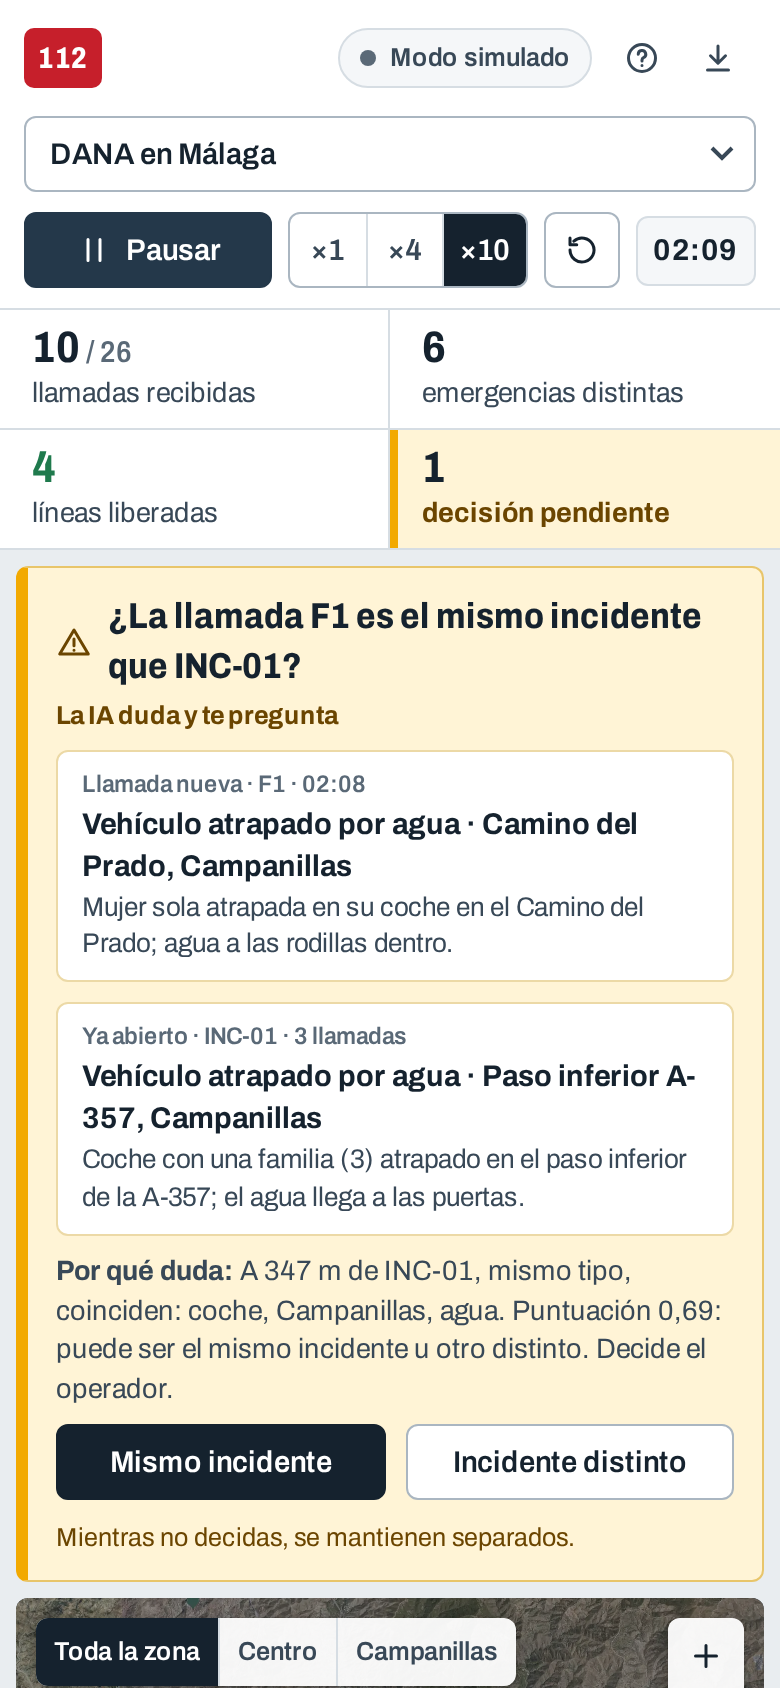 112
Modo simulado
DANA en Málaga
Pausar
×1
×4
×10
02:09
10 / 26
llamadas recibidas
6
emergencias distintas
4
líneas liberadas
1
decisión pendiente
¿La llamada F1 es el mismo incidente
que INC-01?
La IA duda y te pregunta
Llamada nueva · F1 · 02:08
Vehículo atrapado por agua · Camino del
Prado, Campanillas
Mujer sola atrapada en su coche en el Camino del
Prado; agua a las rodillas dentro.
Ya abierto · INC-01 · 3 llamadas
Vehículo atrapado por agua · Paso inferior A-
357, Campanillas
Coche con una familia (3) atrapado en el paso inferior
de la A-357; el agua llega a las puertas.
Por qué duda: A 347 m de INC-01, mismo tipo,
coinciden: coche, Campanillas, agua. Puntuación 0,69:
puede ser el mismo incidente u otro distinto. Decide el
operador.
Mismo incidente
Incidente distinto
Mientras no decidas, se mantienen separados.
Toda la zona
Centro
Campanillas
+